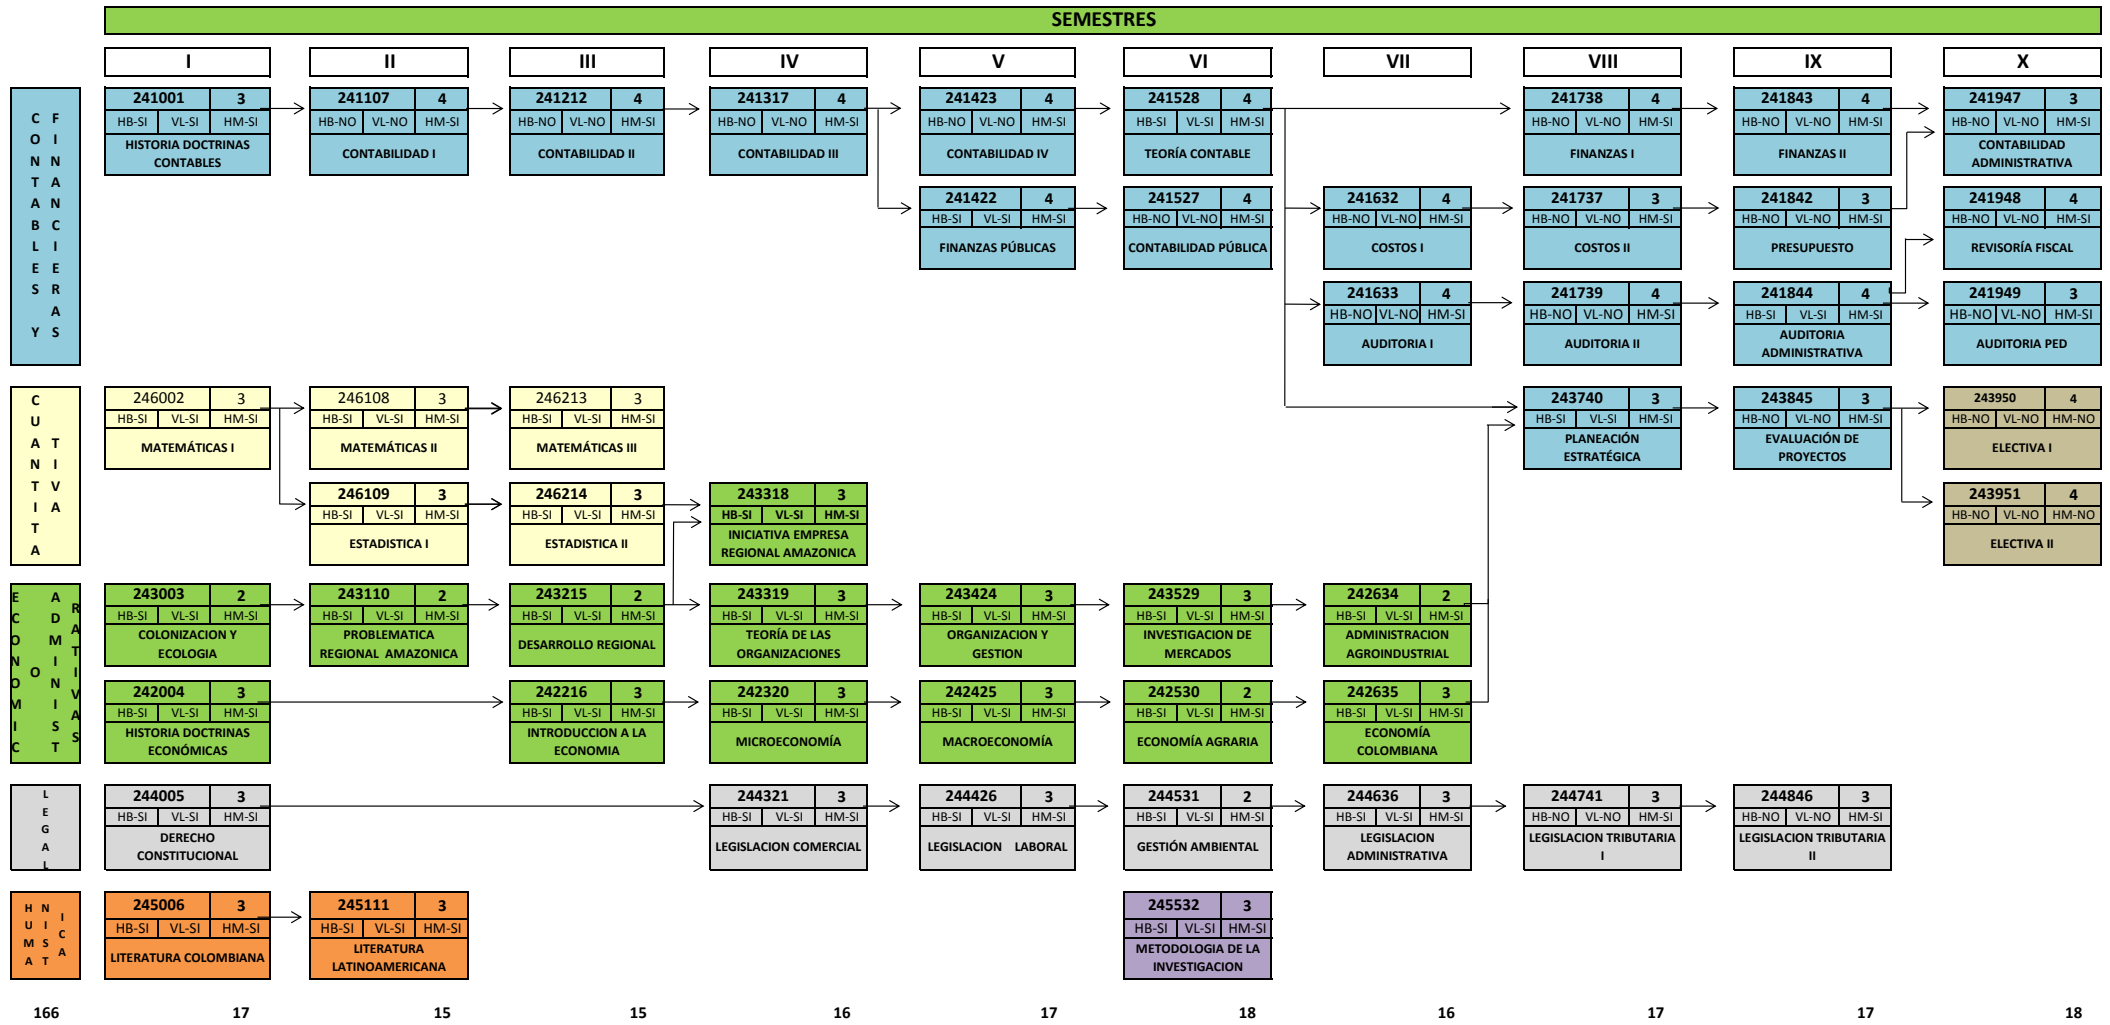 SEMESTRES
I II III IV V VI VII VIII IX X
CONTABLES Y FINANCIERAS
241001 3
HB-SI VL-SI HM-SI
HISTORIA DOCTRINAS
CONTABLES
241107 4
HB-NO VL-NO HM-SI
CONTABILIDAD I
241212 4
HB-NO VL-NO HM-SI
CONTABILIDAD II
241317 4
HB-NO VL-NO HM-SI
CONTABILIDAD III
241423 4
HB-NO VL-NO HM-SI
CONTABILIDAD IV
241528 4
HB-SI VL-SI HM-SI
TEORÍA CONTABLE
241738 4
HB-NO VL-NO HM-SI
FINANZAS I
241843 4
HB-NO VL-NO HM-SI
FINANZAS II
241947 3
HB-NO VL-NO HM-SI
CONTABILIDAD
ADMINISTRATIVA
241422 4
HB-SI VL-SI HM-SI
FINANZAS PÚBLICAS
241527 4
HB-NO VL-NO HM-SI
CONTABILIDAD PÚBLICA
241632 4
HB-NO VL-NO HM-SI
COSTOS I
241737 3
HB-NO VL-NO HM-SI
COSTOS II
241842 3
HB-NO VL-NO HM-SI
PRESUPUESTO
241948 4
HB-NO VL-NO HM-SI
REVISORÍA FISCAL
241633 4
HB-NO VL-NO HM-SI
AUDITORIA I
241739 4
HB-NO VL-NO HM-SI
AUDITORIA II
241844 4
HB-SI VL-SI HM-SI
AUDITORIA
ADMINISTRATIVA
241949 3
HB-NO VL-NO HM-SI
AUDITORIA PED
CUANTITATIVA
246002 3
HB-SI VL-SI HM-SI
MATEMÁTICAS I
246108 3
HB-SI VL-SI HM-SI
MATEMÁTICAS II
246213 3
HB-SI VL-SI HM-SI
MATEMÁTICAS III
243740 3
HB-SI VL-SI HM-SI
PLANEACIÓN
ESTRATÉGICA
243845 3
HB-NO VL-NO HM-SI
EVALUACIÓN DE
PROYECTOS
243950 4
HB-NO VL-NO HM-NO
ELECTIVA I
246109 3
HB-SI VL-SI HM-SI
ESTADISTICA I
246214 3
HB-SI VL-SI HM-SI
ESTADISTICA II
243318 3
HB-SI VL-SI HM-SI
INICIATIVA EMPRESA
REGIONAL AMAZONICA
243951 4
HB-NO VL-NO HM-NO
ELECTIVA II
ECONOMICO ADMINISTRATIVAS
243003 2
HB-SI VL-SI HM-SI
COLONIZACION Y
ECOLOGIA
243110 2
HB-SI VL-SI HM-SI
PROBLEMATICA
REGIONAL AMAZONICA
243215 2
HB-SI VL-SI HM-SI
DESARROLLO REGIONAL
243319 3
HB-SI VL-SI HM-SI
TEORÍA DE LAS
ORGANIZACIONES
243424 3
HB-SI VL-SI HM-SI
ORGANIZACION Y
GESTION
243529 3
HB-SI VL-SI HM-SI
INVESTIGACION DE
MERCADOS
242634 2
HB-SI VL-SI HM-SI
ADMINISTRACION
AGROINDUSTRIAL
242004 3
HB-SI VL-SI HM-SI
HISTORIA DOCTRINAS
ECONÓMICAS
242216 3
HB-SI VL-SI HM-SI
INTRODUCCION A LA
ECONOMIA
242320 3
HB-SI VL-SI HM-SI
MICROECONOMÍA
242425 3
HB-SI VL-SI HM-SI
MACROECONOMÍA
242530 2
HB-SI VL-SI HM-SI
ECONOMÍA AGRARIA
242635 3
HB-SI VL-SI HM-SI
ECONOMÍA
COLOMBIANA
LEGAL
244005 3
HB-SI VL-SI HM-SI
DERECHO
CONSTITUCIONAL
244321 3
HB-SI VL-SI HM-SI
LEGISLACION COMERCIAL
244426 3
HB-SI VL-SI HM-SI
LEGISLACION LABORAL
244531 2
HB-SI VL-SI HM-SI
GESTIÓN AMBIENTAL
244636 3
HB-SI VL-SI HM-SI
LEGISLACION
ADMINISTRATIVA
244741 3
HB-NO VL-NO HM-SI
LEGISLACION TRIBUTARIA
I
244846 3
HB-NO VL-NO HM-SI
LEGISLACION TRIBUTARIA
II
HUMANISTICA
245006 3
HB-SI VL-SI HM-SI
LITERATURA COLOMBIANA
245111 3
HB-SI VL-SI HM-SI
LITERATURA
LATINOAMERICANA
245532 3
HB-SI VL-SI HM-SI
METODOLOGIA DE LA
INVESTIGACION
166 17 15 15 16 17 18 16 17 17 18